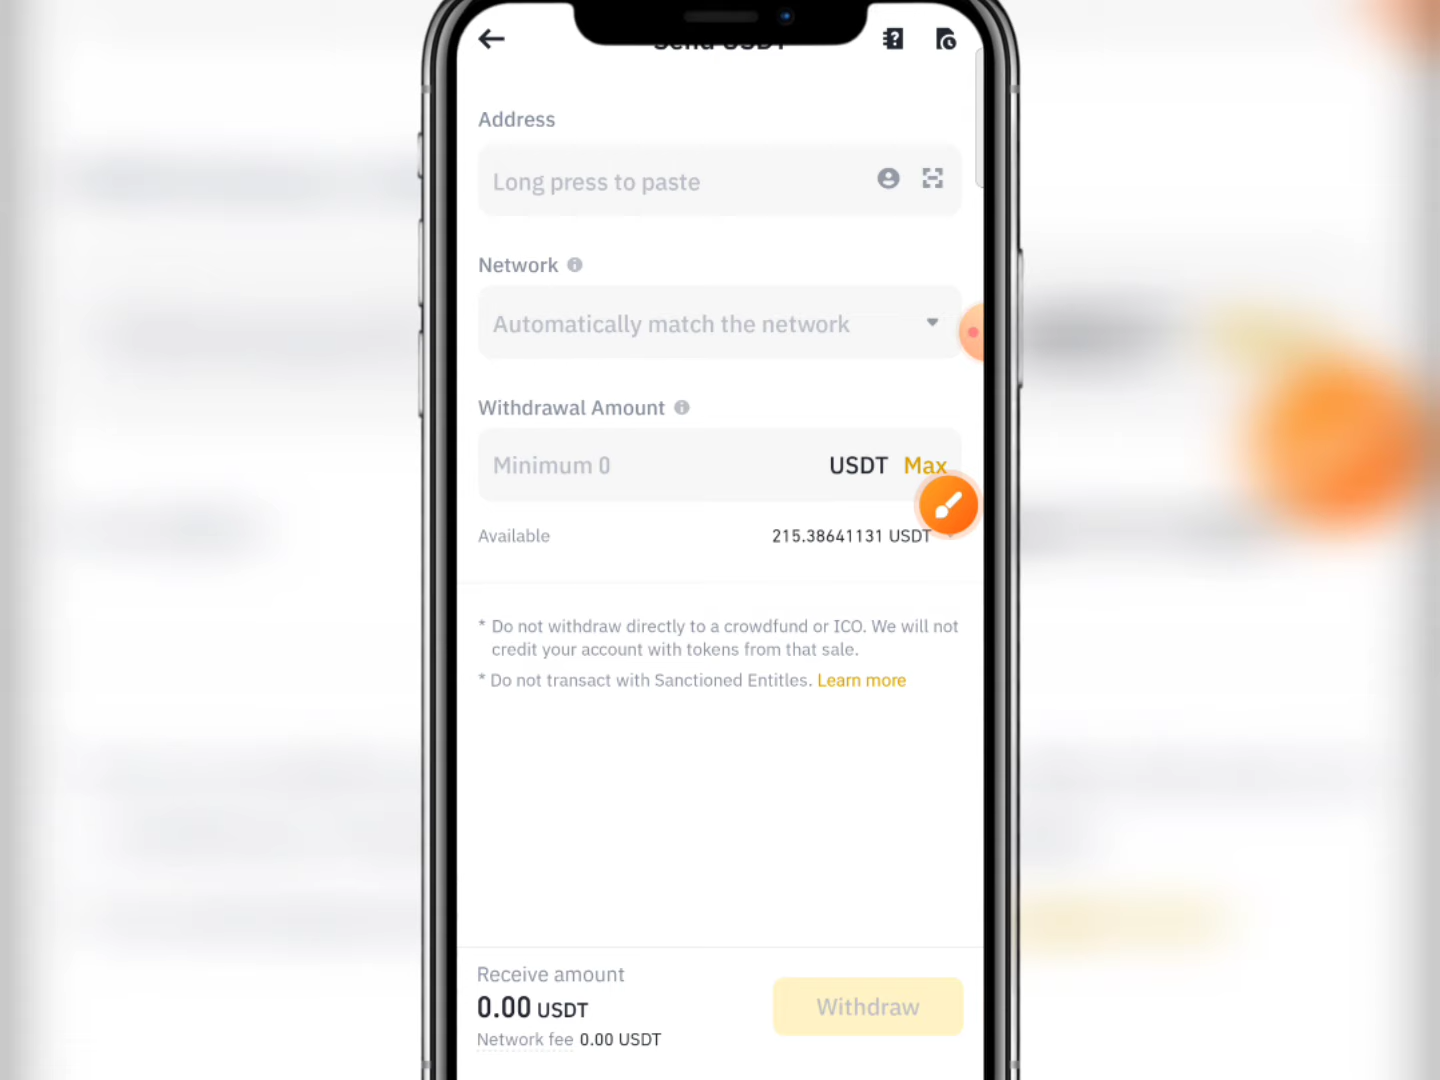 Send USDT
Address
Long press to paste
Network
Automatically match the network
Withdrawal Amount
Minimum 0 USDT Max
Available 215.38641131 USDT
* Do not withdraw directly to a crowdfund or ICO. We will not
credit your account with tokens from that sale.
* Do not transact with Sanctioned Entitles. Learn more
Receive amount
0.00 USDT
Withdraw
Network fee 0.00 USDT